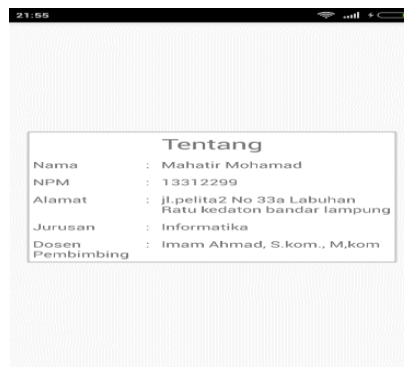 21:55
Tentang
Nama : Mahatir Mohamad
NPM : 13312299
Alamat : jl.pelita2 No 33a Labuhan
Ratu kedaton bandar lampung
Jurusan : Informatika
Dosen : Imam Ahmad, S.kom., M,kom
Pembimbing